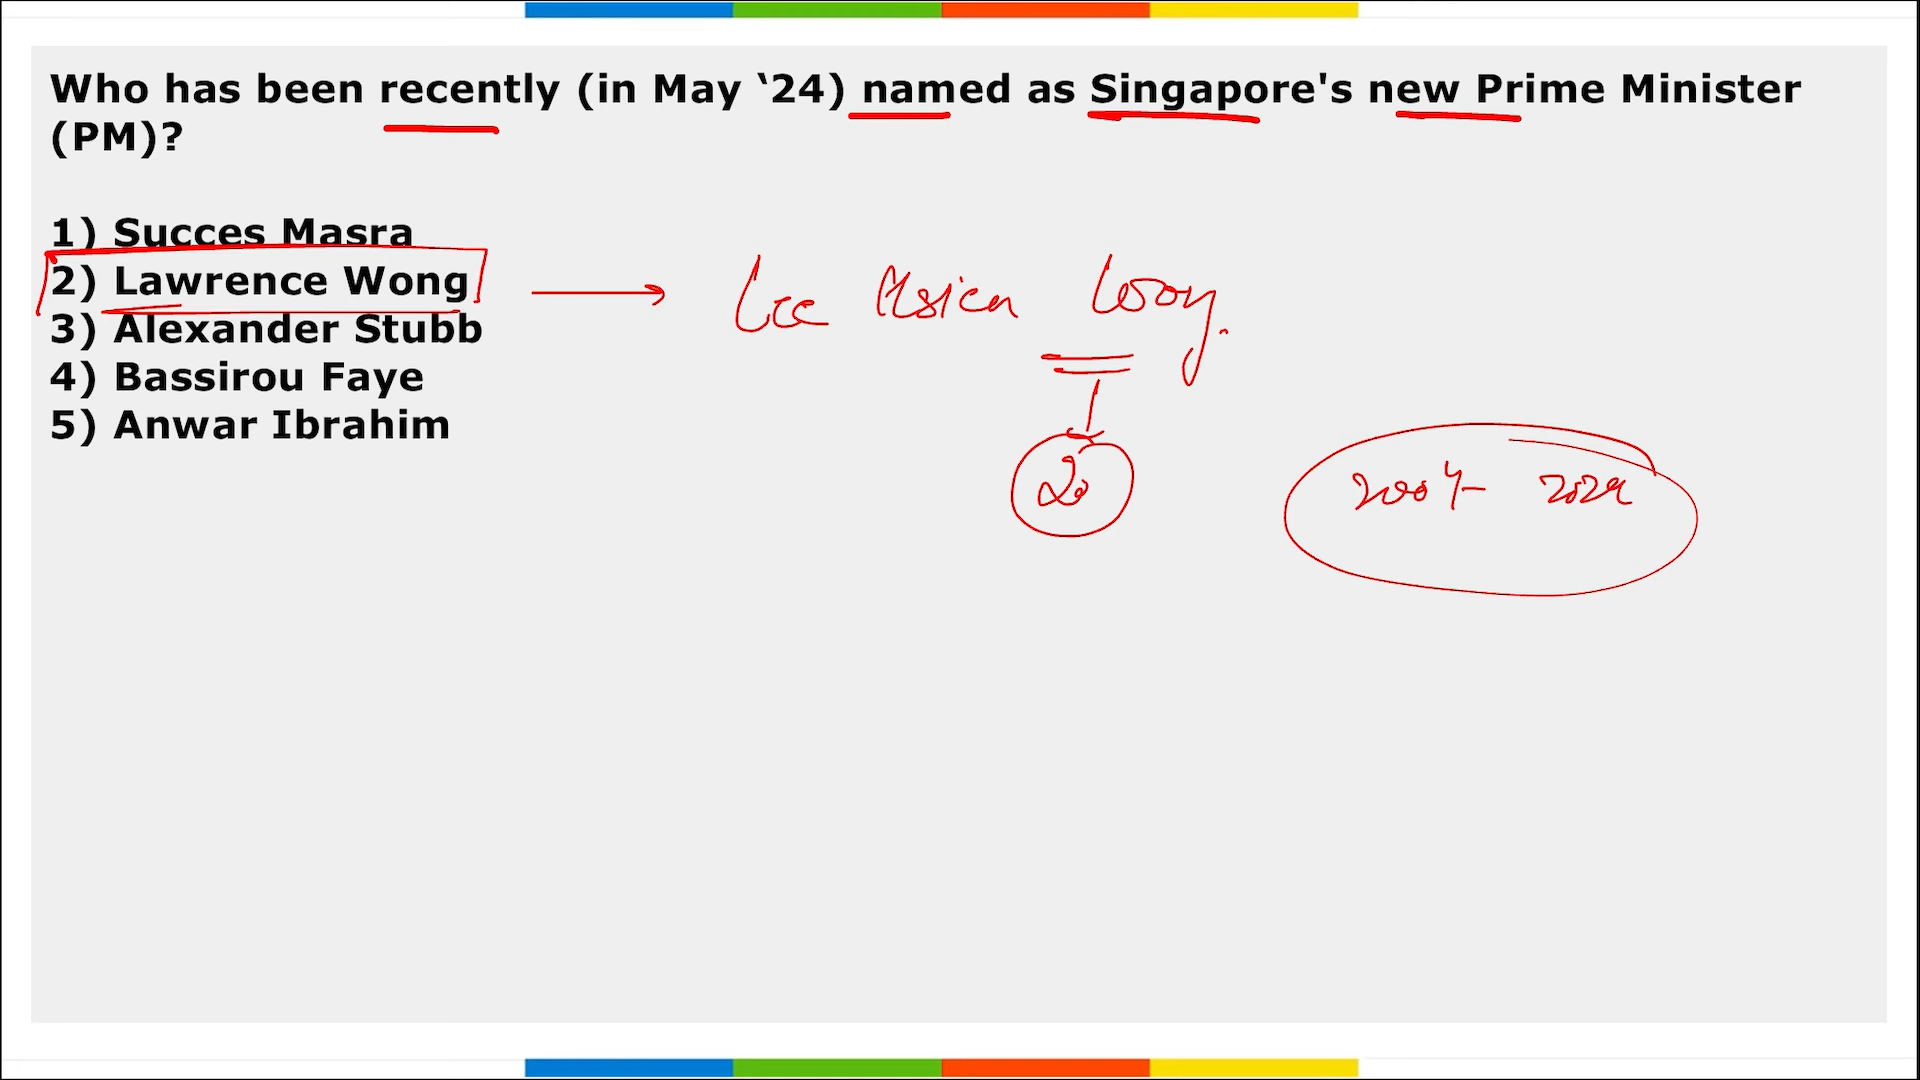 Who has been recently (in May ‘24) named as Singapore's new Prime Minister
(PM)?
1) Succes Masra
2) Lawrence Wong
3) Alexander Stubb
4) Bassirou Faye
5) Anwar Ibrahim
Lee Hsien Loong.
20
2004- 2024